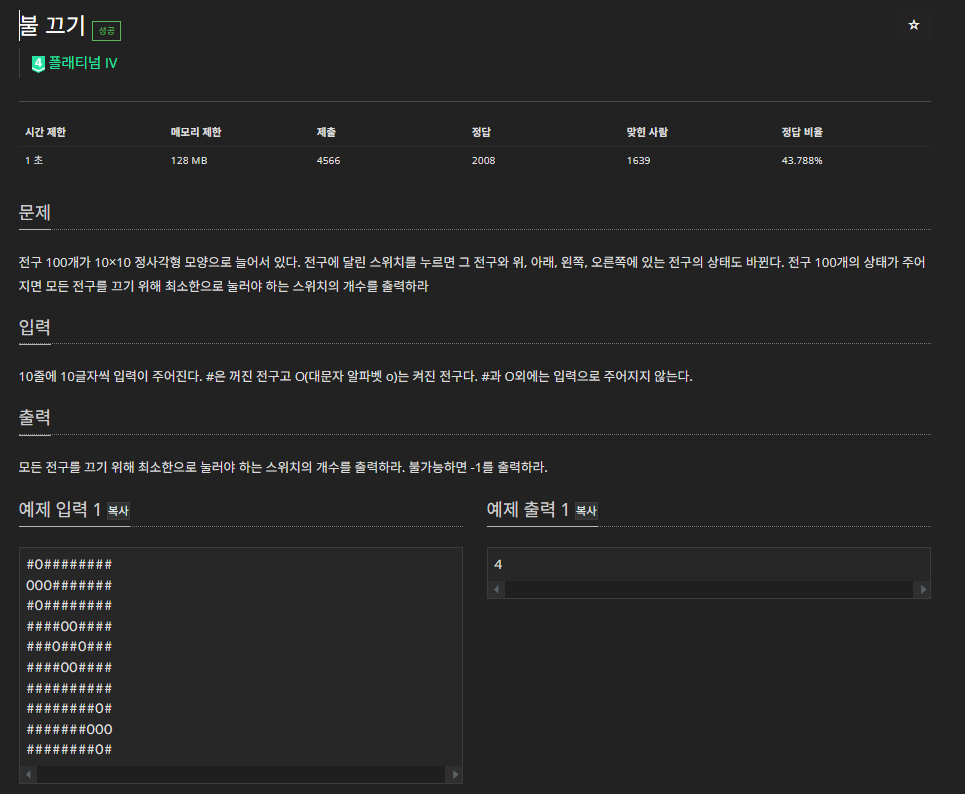 불 끄기 성공
☆
4 플래티넘 IV
시간 제한 메모리 제한 제출 정답 맞힌 사람 정답 비율
1 초 128 MB 4566 2008 1639 43.788%
문제
전구 100개가 10×10 정사각형 모양으로 늘어서 있다. 전구에 달린 스위치를 누르면 그 전구와 위, 아래, 왼쪽, 오른쪽에 있는 전구의 상태도 바뀐다. 전구 100개의 상태가 주어
지면 모든 전구를 끄기 위해 최소한으로 눌러야 하는 스위치의 개수를 출력하라
입력
10줄에 10글자씩 입력이 주어진다. #은 꺼진 전구고 O(대문자 알파벳 o)는 켜진 전구다. #과 O외에는 입력으로 주어지지 않는다.
출력
모든 전구를 끄기 위해 최소한으로 눌러야 하는 스위치의 개수를 출력하라. 불가능하면 -1를 출력하라.
예제 입력 1 복사
#O########
OOO#######
#O########
####OO####
###O##O###
####OO####
##########
########O#
#######OOO
########O#
예제 출력 1 복사
4